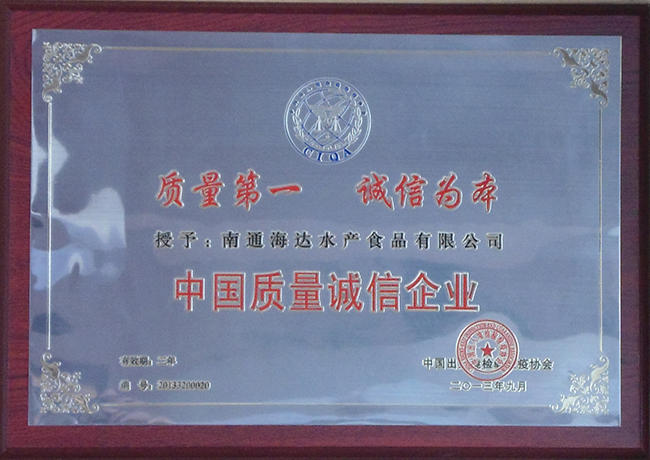 CIQA
质量第一 诚信为本
授予：南通海达水产食品有限公司
中国质量诚信企业
有效期：三年
编号：20133200020
中国出 检 疫协会
二〇一三年九月